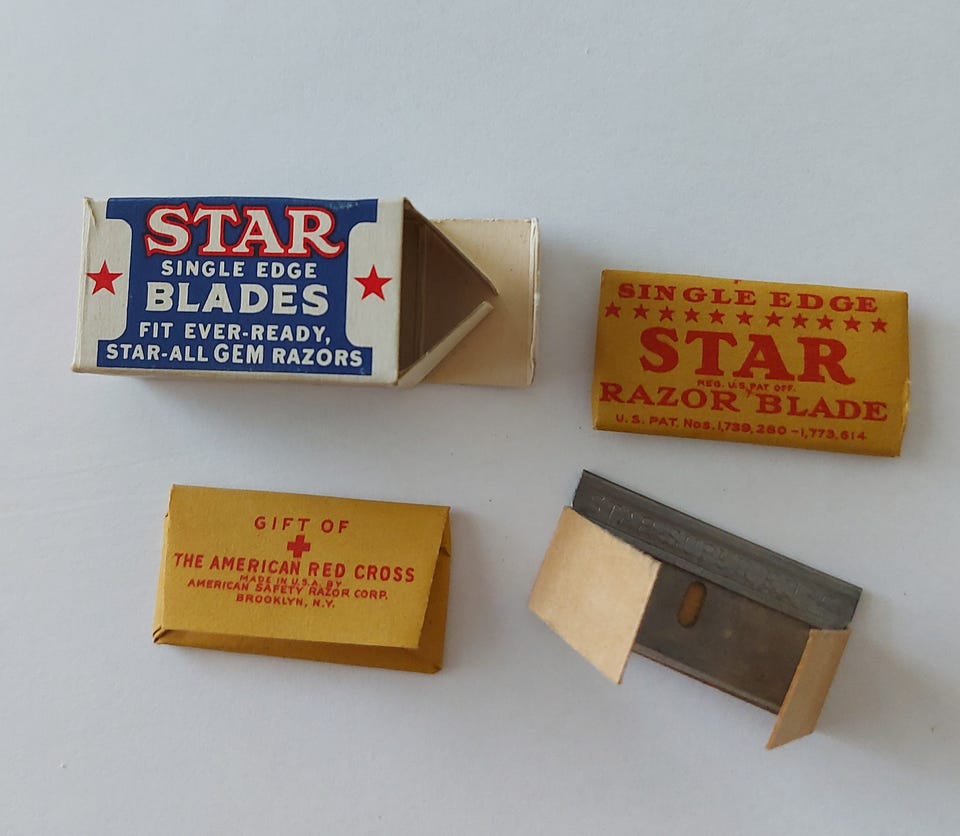 STAR
SINGLE EDGE
BLADES
FIT EVER-READY,
STAR-ALL GEM RAZORS
SINGLE EDGE
STAR
REG. U.S. PAT. OFF.
RAZOR BLADE
U.S. PAT. Nos. 1,739,280 - 1,773,614
GIFT OF
THE AMERICAN RED CROSS
MADE IN U.S.A. BY
AMERICAN SAFETY RAZOR CORP.
BROOKLYN, N.Y.